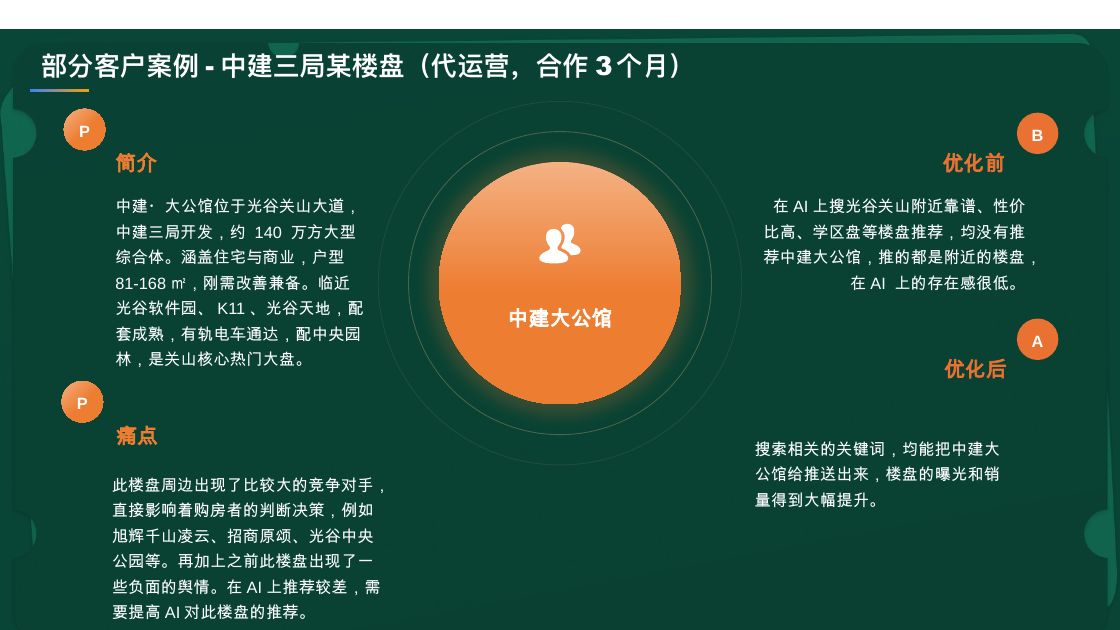 部分客户案例 - 中建三局某楼盘（代运营，合作 3 个月）
P
简介
中建· 大公馆位于光谷关山大道，
中建三局开发，约 140 万方大型
综合体。涵盖住宅与商业，户型
81-168 ㎡，刚需改善兼备。临近
光谷软件园、 K11 、光谷天地，配
套成熟，有轨电车通达，配中央园
林，是关山核心热门大盘。
P
痛点
此楼盘周边出现了比较大的竞争对手，
直接影响着购房者的判断决策，例如
旭辉千山凌云、招商原颂、光谷中央
公园等。再加上之前此楼盘出现了一
些负面的舆情。在 AI 上推荐较差，需
要提高 AI 对此楼盘的推荐。
中建大公馆
B
优化前
在 AI 上搜光谷关山附近靠谱、性价
比高、学区盘等楼盘推荐，均没有推
荐中建大公馆，推的都是附近的楼盘，
在 AI 上的存在感很低。
A
优化后
搜索相关的关键词，均能把中建大
公馆给推送出来，楼盘的曝光和销
量得到大幅提升。